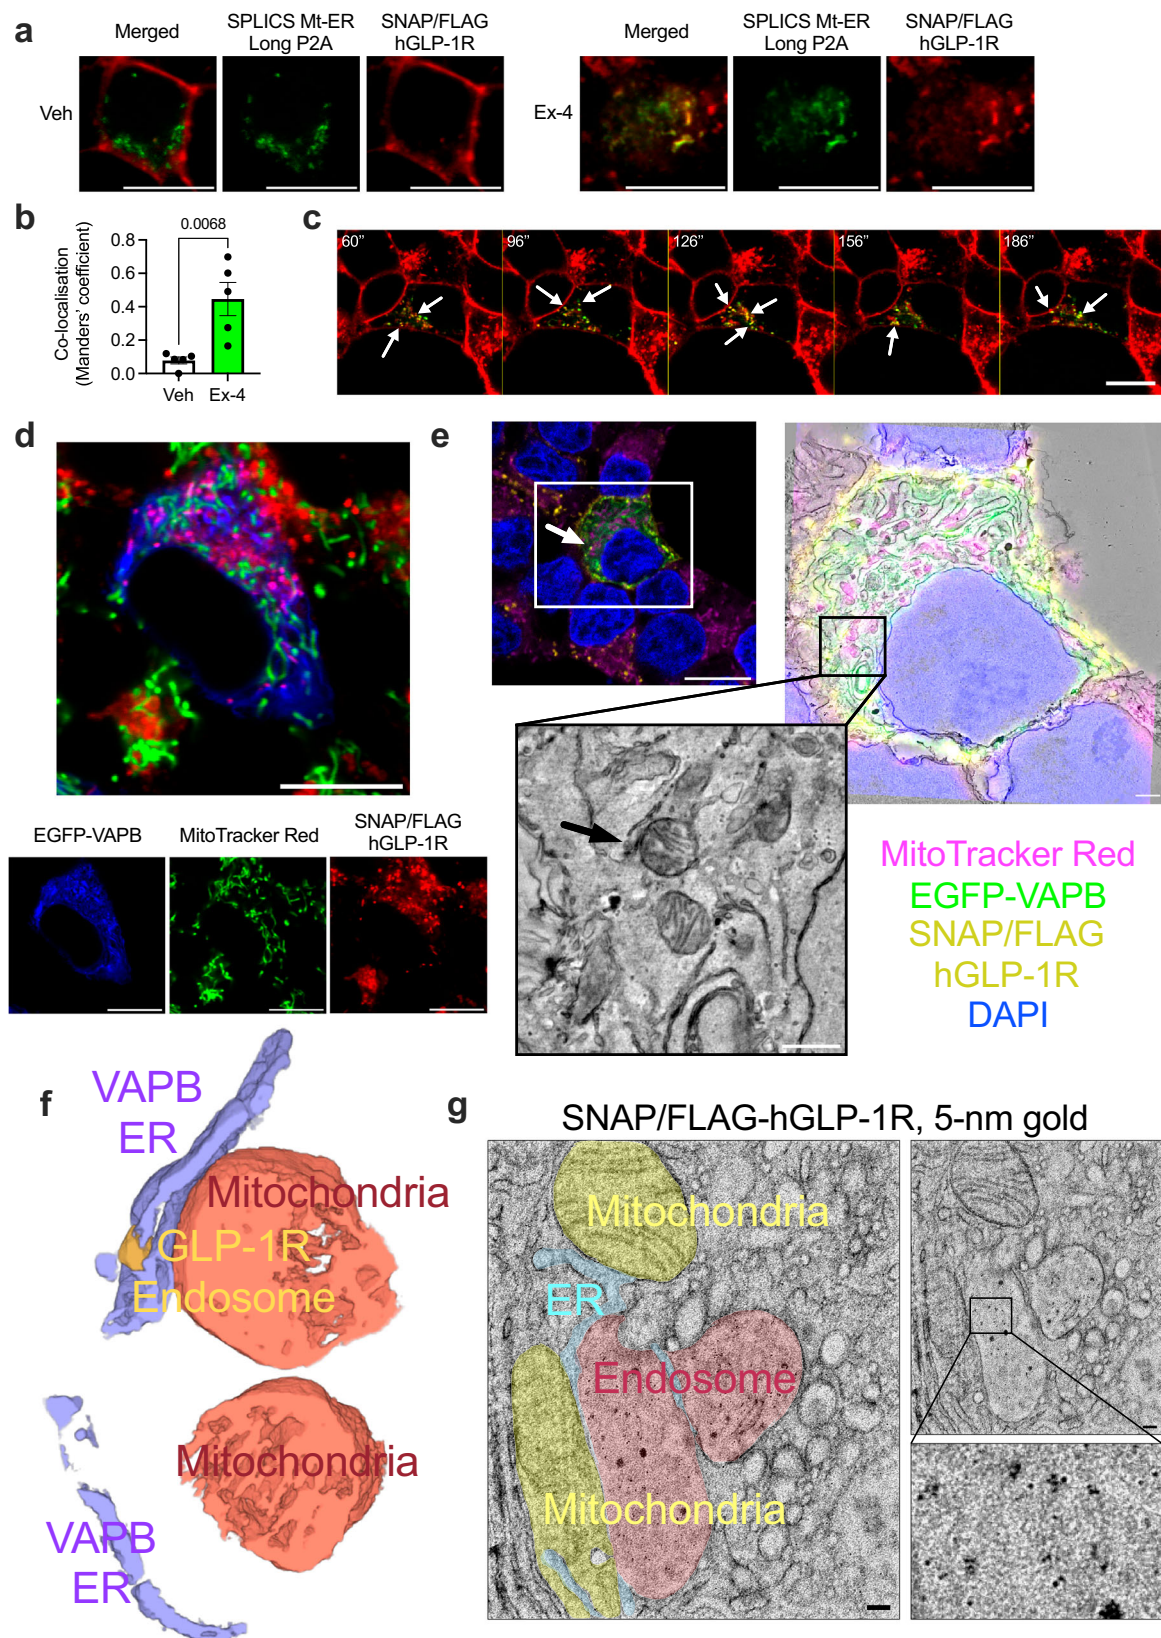 a
Merged
SPLICS Mt-ER
Long P2A
SNAP/FLAG
hGLP-1R
Merged
SPLICS Mt-ER
Long P2A
SNAP/FLAG
hGLP-1R
Veh
Ex-4
b
0.0068
Co-localisation
(Manders' coefficient)
0.8
0.6
0.4
0.2
0.0
Veh
Ex-4
c
60”
96”
126”
156”
186”
d
EGFP-VAPB
MitoTracker Red
SNAP/FLAG
hGLP-1R
e
MitoTracker Red
EGFP-VAPB
SNAP/FLAG
hGLP-1R
DAPI
f
VAPB
ER
Mitochondria
GLP-1R
Endosome
Mitochondria
VAPB
ER
g
SNAP/FLAG-hGLP-1R, 5-nm gold
Mitochondria
ER
Endosome
Mitochondria